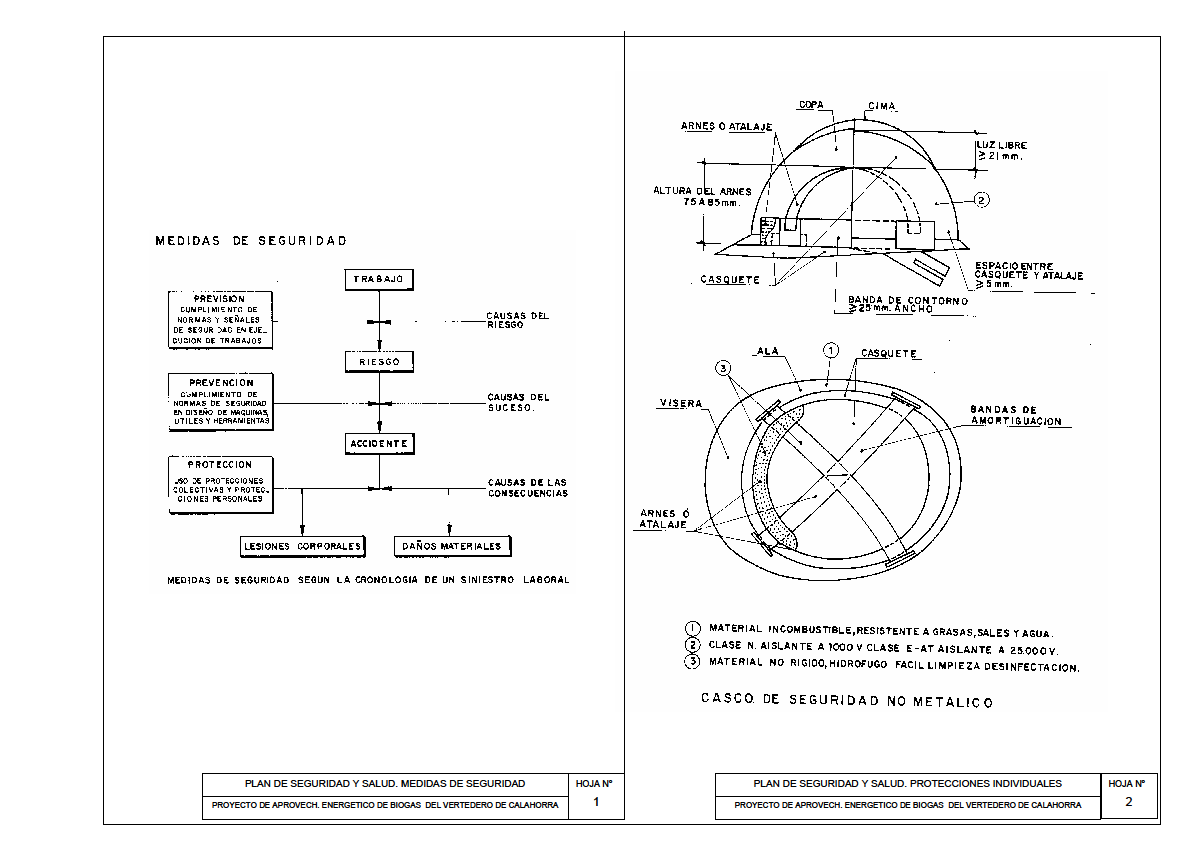 MEDIDAS DE SEGURIDAD
TRABAJO
PREVISION
CUMPLIMIENTO DE
NORMAS Y SEÑALES
DE SEGURIDAD EN EJE_
CUCION DE TRABAJOS
CAUSAS DEL
RIESGO
RIESGO
PREVENCION
CUMPLIMIENTO DE
NORMAS DE SEGURIDAD
EN DISEÑO DE MAQUINAS,
UTILES Y HERRAMIENTAS
CAUSAS DEL
SUCESO.
ACCIDENTE
PROTECCION
USO DE PROTECCIONES
COLECTIVAS Y PROTEC_
CIONES PERSONALES
CAUSAS DE LAS
CONSECUENCIAS
LESIONES CORPORALES
DAÑOS MATERIALES
MEDIDAS DE SEGURIDAD SEGUN LA CRONOLOGIA DE UN SINIESTRO LABORAL
PLAN DE SEGURIDAD Y SALUD. MEDIDAS DE SEGURIDAD
PROYECTO DE APROVECH. ENERGETICO DE BIOGAS DEL VERTEDERO DE CALAHORRA
HOJA Nº
1
COPA
CIMA
ARNES O ATALAJE
LUZ LIBRE
≥ 21 mm.
ALTURA DEL ARNES
75 A 85 mm.
2
CASQUETE
ESPACIO ENTRE
CASQUETE Y ATALAJE
≥ 5 mm.
BANDA DE CONTORNO
≥ 25 mm. ANCHO
ALA
1
CASQUETE
3
VISERA
BANDAS DE
AMORTIGUACION
ARNES Ó
ATALAJE
1 MATERIAL INCOMBUSTIBLE, RESISTENTE A GRASAS, SALES Y AGUA.
2 CLASE N. AISLANTE A 1000 V CLASE E-AT AISLANTE A 25.000 V.
3 MATERIAL NO RIGIDO, HIDROFUGO FACIL LIMPIEZA DESINFECTACION.
CASCO DE SEGURIDAD NO METALICO
PLAN DE SEGURIDAD Y SALUD. PROTECCIONES INDIVIDUALES
PROYECTO DE APROVECH. ENERGETICO DE BIOGAS DEL VERTEDERO DE CALAHORRA
HOJA Nº
2